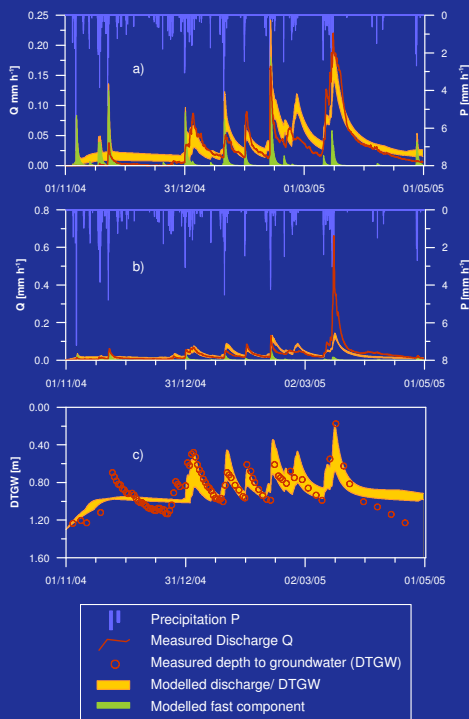 0.25
0.20
0.15
0.10
0.05
0.00
Q mm h-¹
a)
0
2
4
6
8
P [mm h-¹]
01/11/04
31/12/04
01/03/05
01/05/05
0.8
0.6
0.4
0.2
0.0
Q [mm h-¹]
b)
0
2
4
6
8
P [mm h-¹]
01/11/04
31/12/04
02/03/05
01/05/05
0.00
0.40
0.80
1.20
1.60
DTGW [m]
c)
01/11/04
31/12/04
02/03/05
01/05/05
Precipitation P
Measured Discharge Q
Measured depth to groundwater (DTGW)
Modelled discharge/ DTGW
Modelled fast component